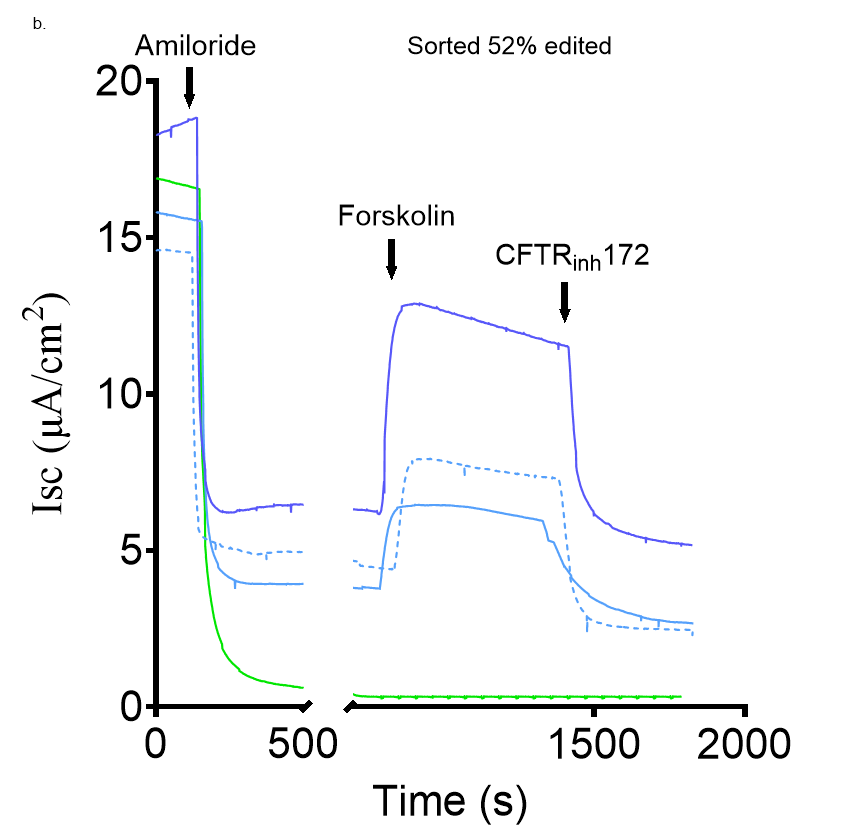 b.
Amiloride
Sorted 52% edited
Forskolin
CFTRinh172
Isc (μA/cm2)
20
15
10
5
0
0
500
1500
2000
Time (s)